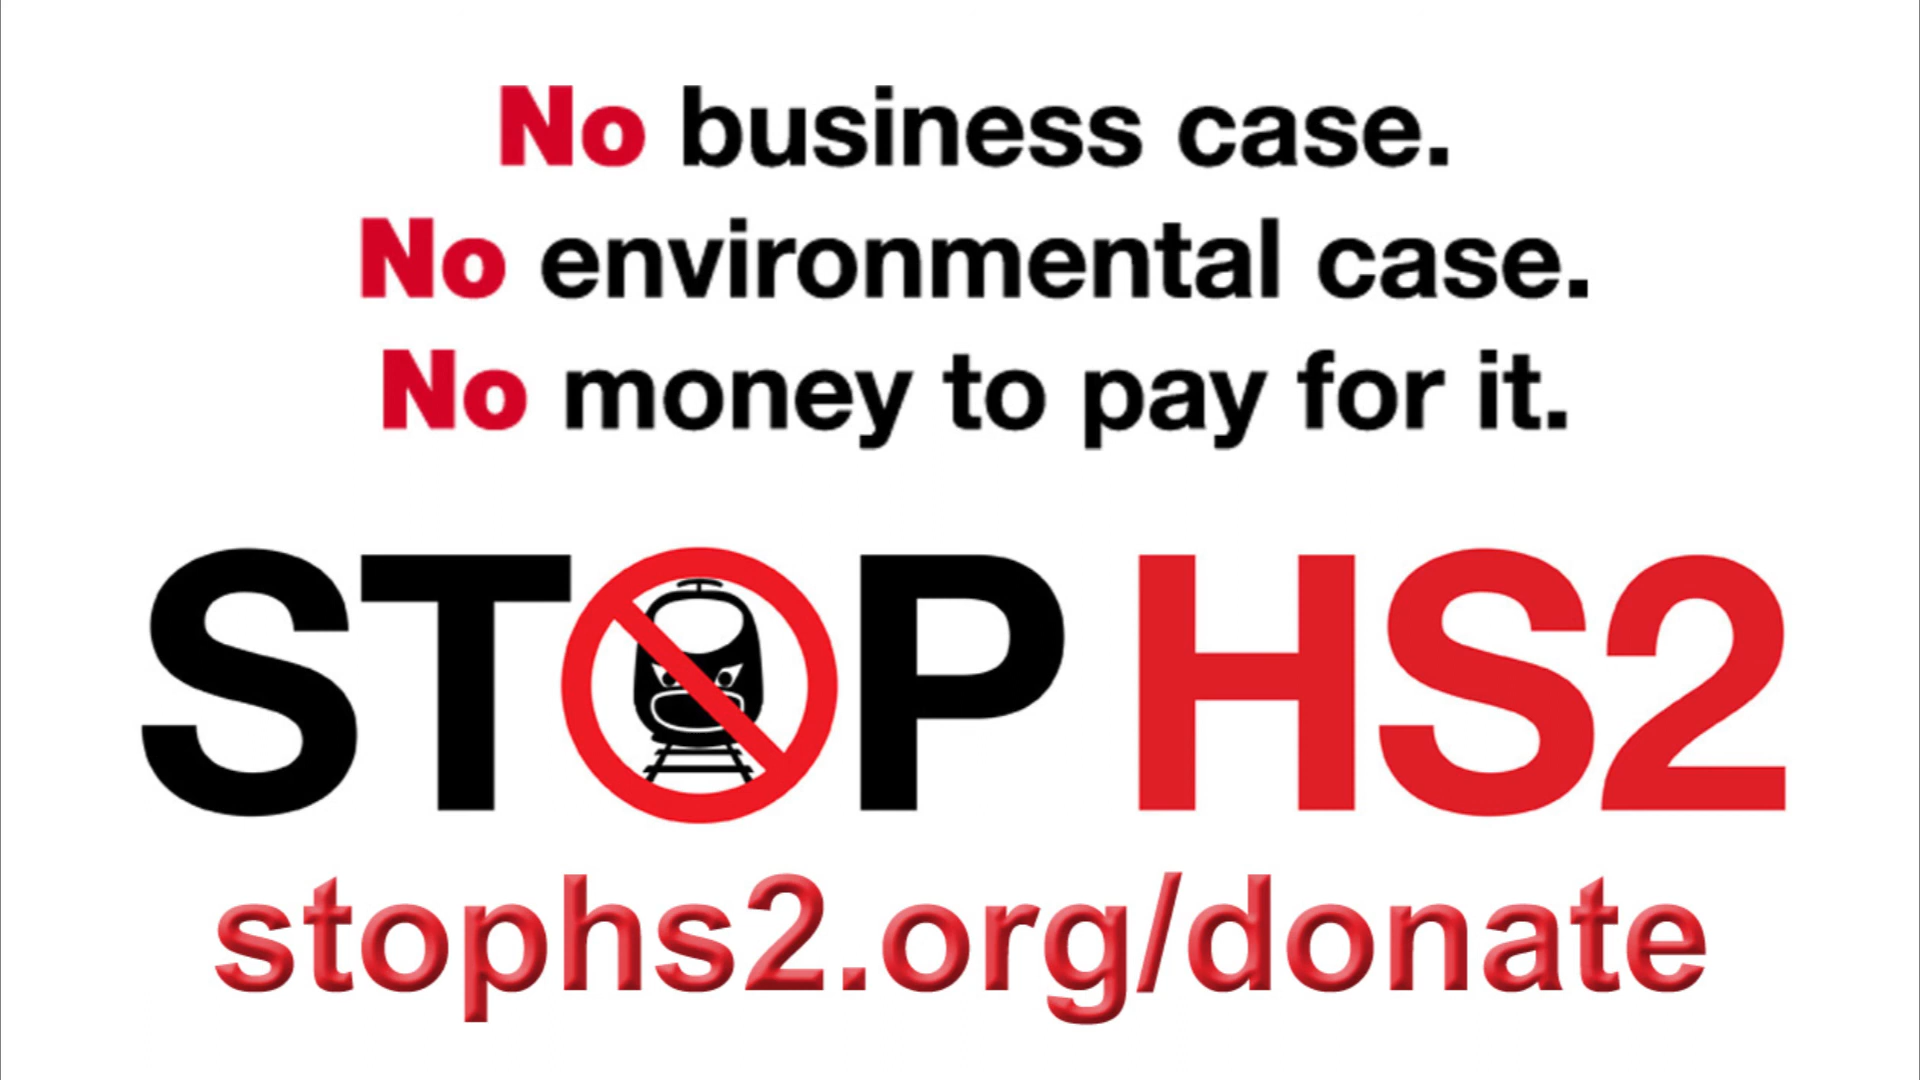 No business case.
No environmental case.
No money to pay for it.
STOP HS2
stophs2.org/donate